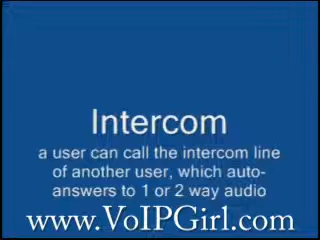 Intercom
a user can call the intercom line
of another user, which auto-
answers to 1 or 2 way audio
www.VoIPGirl.com